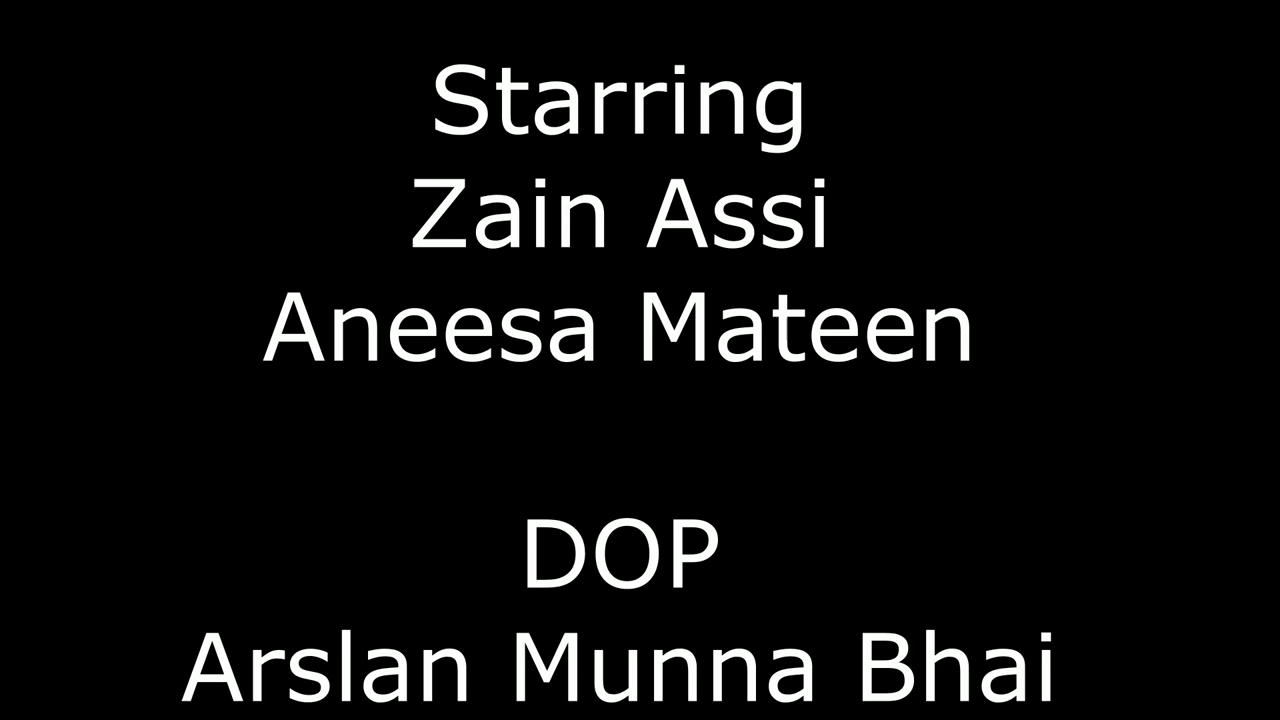 Starring
Zain Assi
Aneesa Mateen
DOP
Arslan Munna Bhai